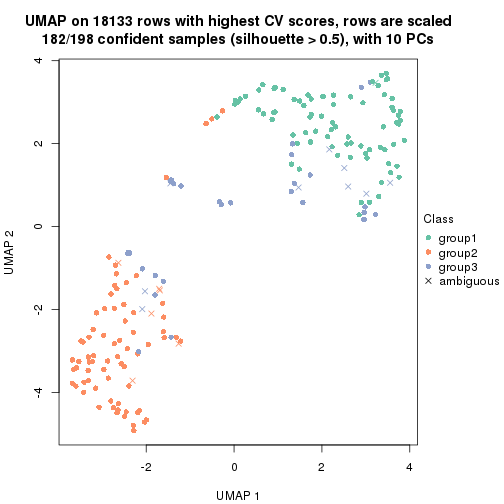 UMAP on 18133 rows with highest CV scores, rows are scaled
182/198 confident samples (silhouette > 0.5), with 10 PCs
4
2
0
-2
-4
UMAP 2
-2
0
2
4
UMAP 1
Class
group1
group2
group3
ambiguous